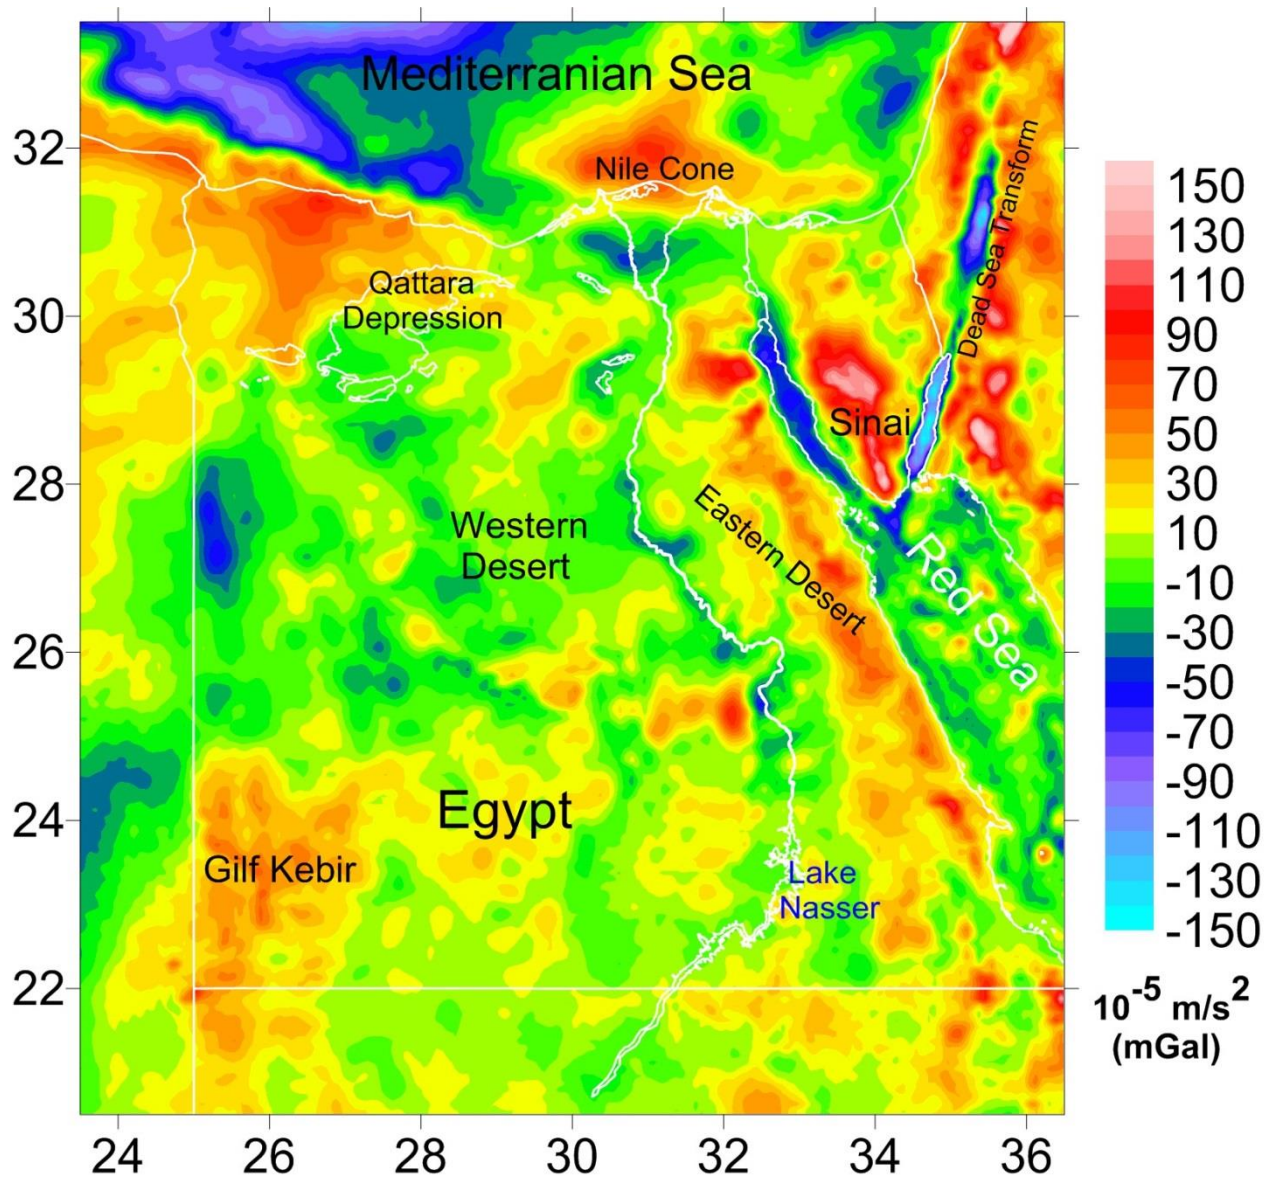 Mediterranian Sea
Nile Cone
Dead Sea Transform
Qattara
Depression
Sinai
Western
Desert
Eastern Desert
Red Sea
Egypt
Gilf Kebir
Lake
Nasser
32
30
28
26
24
22
24 26 28 30 32 34 36
150
130
110
90
70
50
30
10
-10
-30
-50
-70
-90
-110
-130
-150
10⁻⁵ m/s²
(mGal)